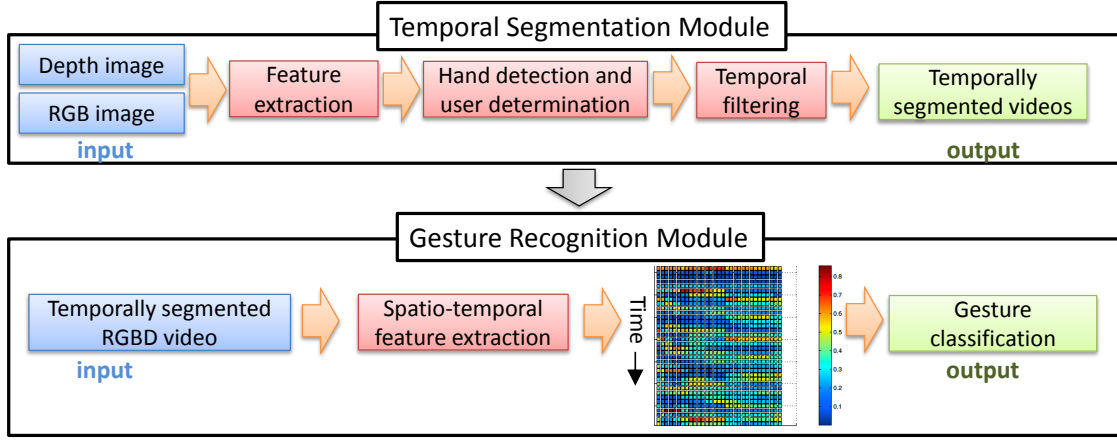 Temporal Segmentation Module
Depth image
RGB image
input
Feature
extraction
Hand detection and
user determination
Temporal
filtering
Temporally
segmented videos
output
Gesture Recognition Module
Temporally segmented
RGBD video
input
Spatio-temporal
feature extraction
Time
0.8
0.7
0.6
0.5
0.4
0.3
0.2
0.1
Gesture
classification
output